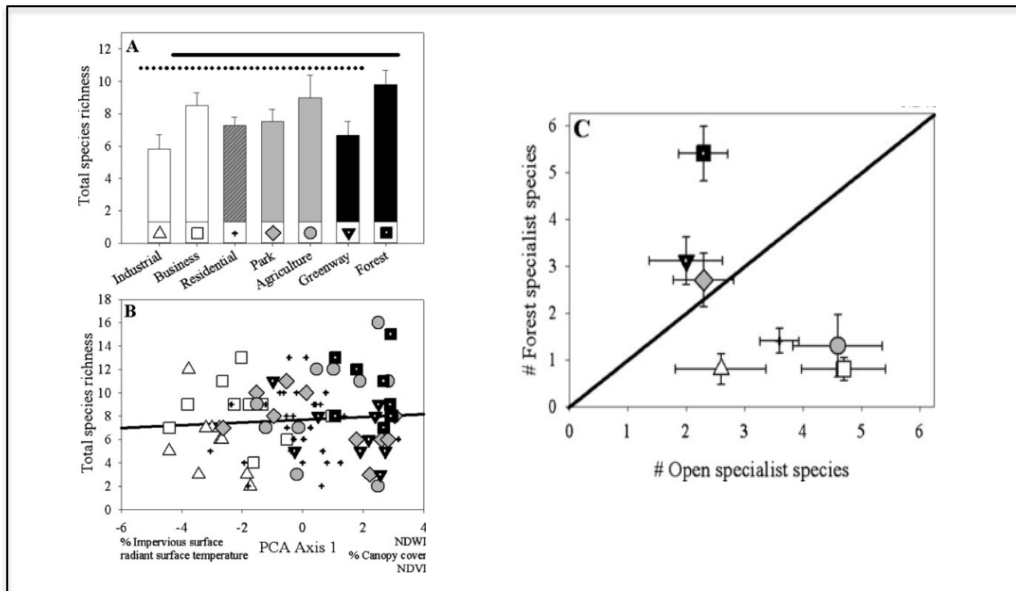 A
Total species richness
12
10
8
6
4
2
0
Industrial
Business
Residential
Park
Agriculture
Greenway
Forest
B
Total species richness
18
16
14
12
10
8
6
4
2
0
-6
-4
-2
0
2
4
% Impervious surface
radiant surface temperature
PCA Axis 1
NDWI
% Canopy cover
NDVI
C
# Forest specialist species
6
5
4
3
2
1
0
0
1
2
3
4
5
6
# Open specialist species